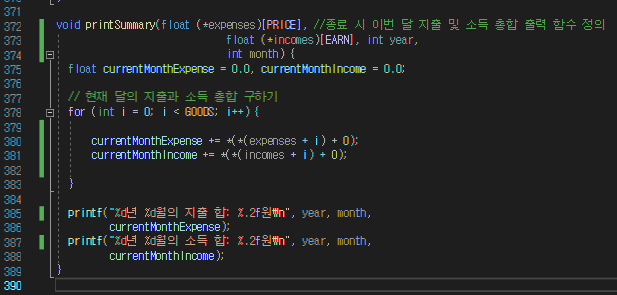 371
372 void printSummary(float (*expenses)[PRICE], //종료 시 이번 달 지출 및 소득 총합 출력 함수 정의
373 float (*incomes)[EARN], int year,
374 int month) {
375 float currentMonthExpense = 0.0, currentMonthIncome = 0.0;
376
377 // 현재 달의 지출과 소득 총합 구하기
378 for (int i = 0; i < GOODS; i++) {
379
380 currentMonthExpense += *(*(expenses + i) + 0);
381 currentMonthIncome += *(*(incomes + i) + 0);
382
383 }
384
385 printf("%d년 %d월의 지출 합: %.2f원₩n", year, month,
386 currentMonthExpense);
387 printf("%d년 %d월의 소득 합: %.2f원₩n", year, month,
388 currentMonthIncome);
389 }
390